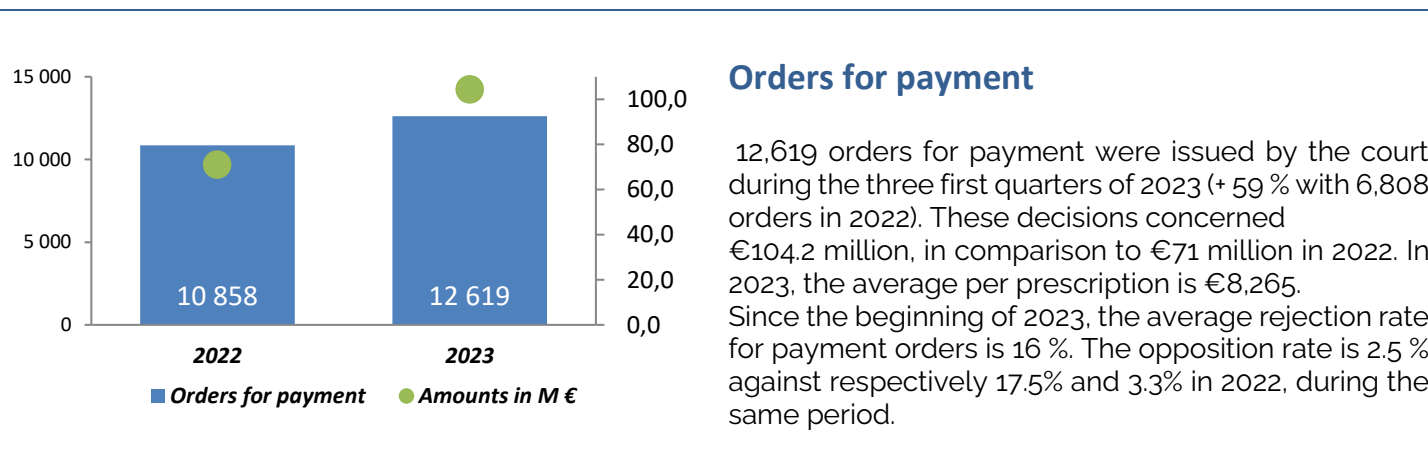 15 000
10 000
5 000
0
100,0
80,0
60,0
40,0
20,0
0,0
10 858
12 619
2022
2023
Orders for payment
Amounts in M €
Orders for payment
12,619 orders for payment were issued by the court
during the three first quarters of 2023 (+ 59 % with 6,808
orders in 2022). These decisions concerned
€104.2 million, in comparison to €71 million in 2022. In
2023, the average per prescription is €8,265.
Since the beginning of 2023, the average rejection rate
for payment orders is 16 %. The opposition rate is 2.5 %
against respectively 17.5% and 3.3% in 2022, during the
same period.